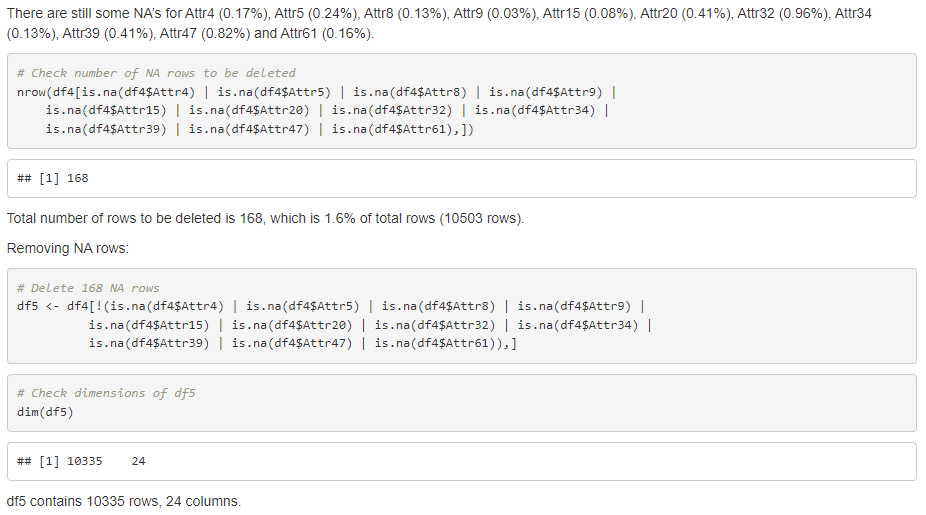 There are still some NA's for Attr4 (0.17%), Attr5 (0.24%), Attr8 (0.13%), Attr9 (0.03%), Attr15 (0.08%), Attr20 (0.41%), Attr32 (0.96%), Attr34
(0.13%), Attr39 (0.41%), Attr47 (0.82%) and Attr61 (0.16%).
# Check number of NA rows to be deleted
nrow(df4[is.na(df4$Attr4) | is.na(df4$Attr5) | is.na(df4$Attr8) | is.na(df4$Attr9) |
    is.na(df4$Attr15) | is.na(df4$Attr20) | is.na(df4$Attr32) | is.na(df4$Attr34) |
    is.na(df4$Attr39) | is.na(df4$Attr47) | is.na(df4$Attr61),])
## [1] 168
Total number of rows to be deleted is 168, which is 1.6% of total rows (10503 rows).
Removing NA rows:
# Delete 168 NA rows
df5 <- df4[!(is.na(df4$Attr4) | is.na(df4$Attr5) | is.na(df4$Attr8) | is.na(df4$Attr9) |
          is.na(df4$Attr15) | is.na(df4$Attr20) | is.na(df4$Attr32) | is.na(df4$Attr34) |
          is.na(df4$Attr39) | is.na(df4$Attr47) | is.na(df4$Attr61)),]
# Check dimensions of df5
dim(df5)
## [1] 10335    24
df5 contains 10335 rows, 24 columns.